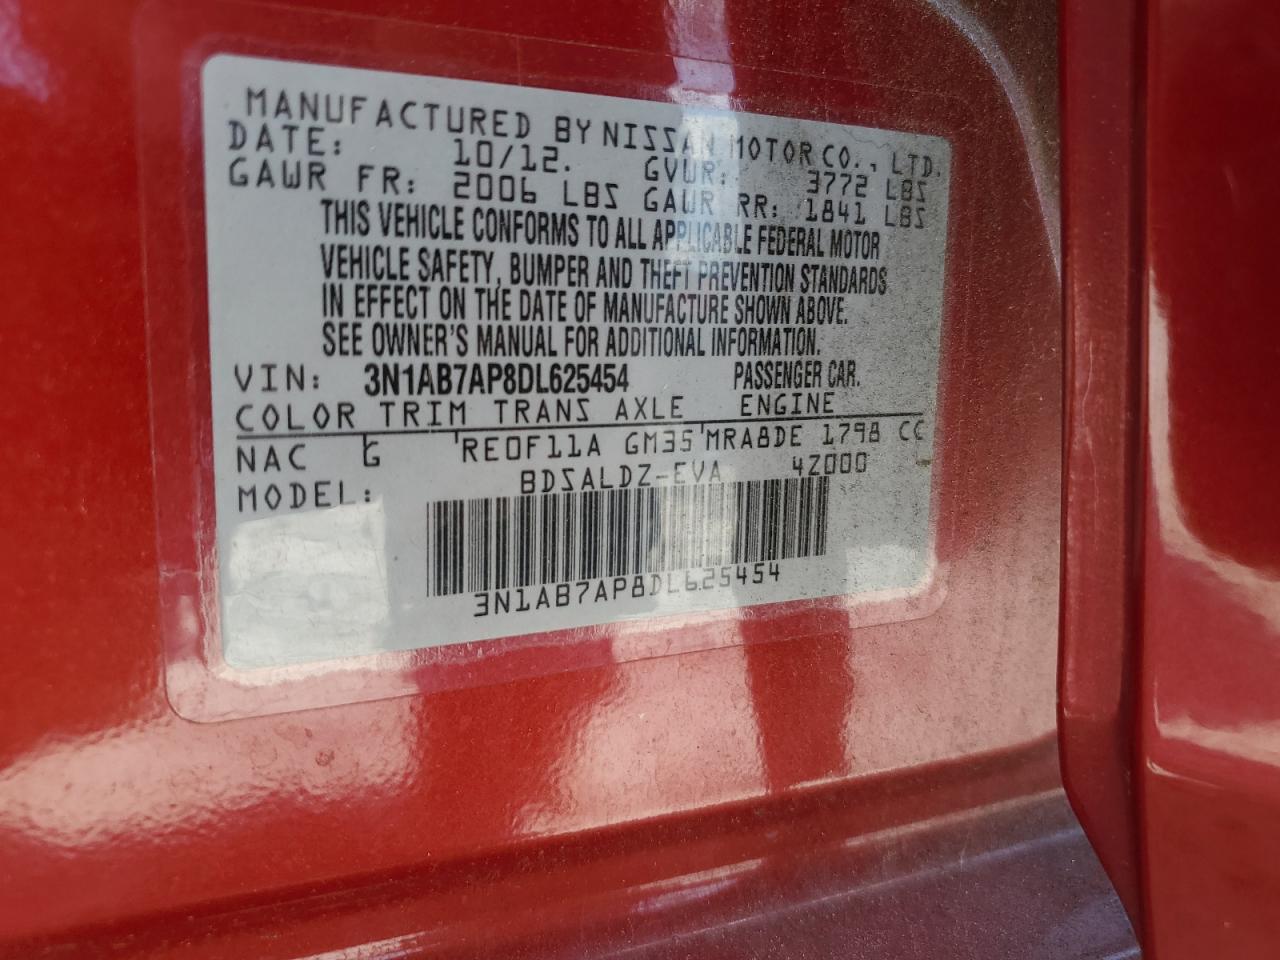 MANUFACTURED BY NISSAN MOTOR CO., LTD.
DATE: 10/12. GVWR: 3772 LBS
GAWR FR: 2006 LBS GAWR RR: 1841 LBS
THIS VEHICLE CONFORMS TO ALL APPLICABLE FEDERAL MOTOR
VEHICLE SAFETY, BUMPER AND THEFT PREVENTION STANDARDS
IN EFFECT ON THE DATE OF MANUFACTURE SHOWN ABOVE.
SEE OWNER'S MANUAL FOR ADDITIONAL INFORMATION.
VIN: 3N1AB7AP8DL625454 PASSENGER CAR.
COLOR TRIM TRANS AXLE ENGINE
NAC G RE0F11A GM35 MRA8DE 1798 CC
MODEL: BDSALDZ-EVA 4Z000
3N1AB7AP8DL625454